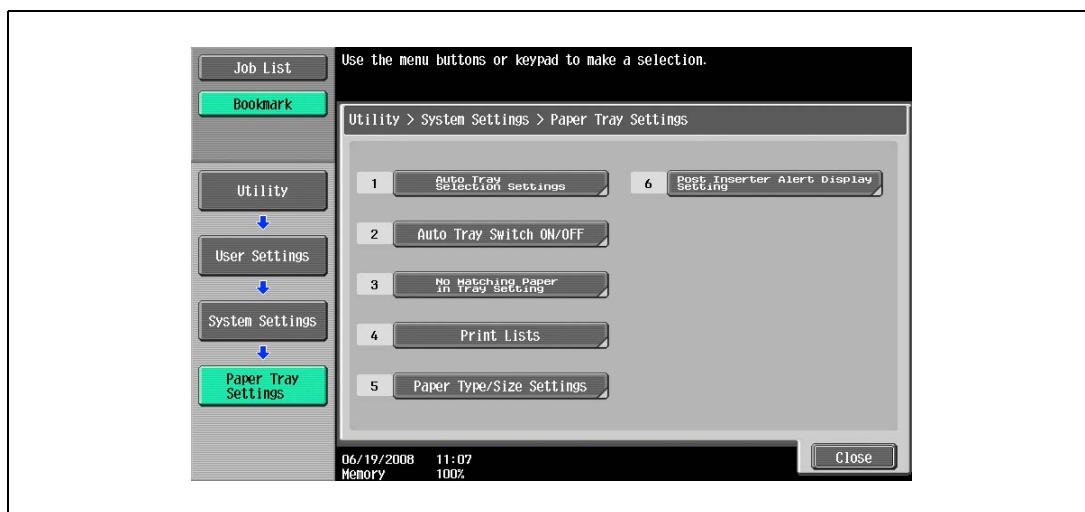 Job List
Bookmark
Utility
User Settings
System Settings
Paper Tray
Settings
Use the menu buttons or keypad to make a selection.
Utility > System Settings > Paper Tray Settings
1 Auto Tray
Selection Settings
2 Auto Tray Switch ON/OFF
3 No Matching Paper
in Tray Setting
4 Print Lists
5 Paper Type/Size Settings
6 Post Inserter Alert Display
Setting
06/19/2008 11:07
Memory 100%
Close